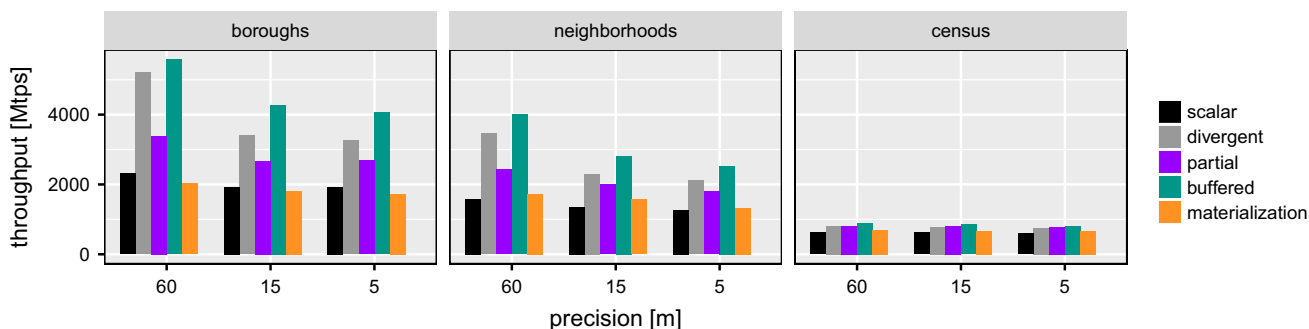 boroughs neighborhoods census
throughput [Mtps]
4000
2000
0
60 15 5 60 15 5 60 15 5
precision [m]
scalar
divergent
partial
buffered
materialization